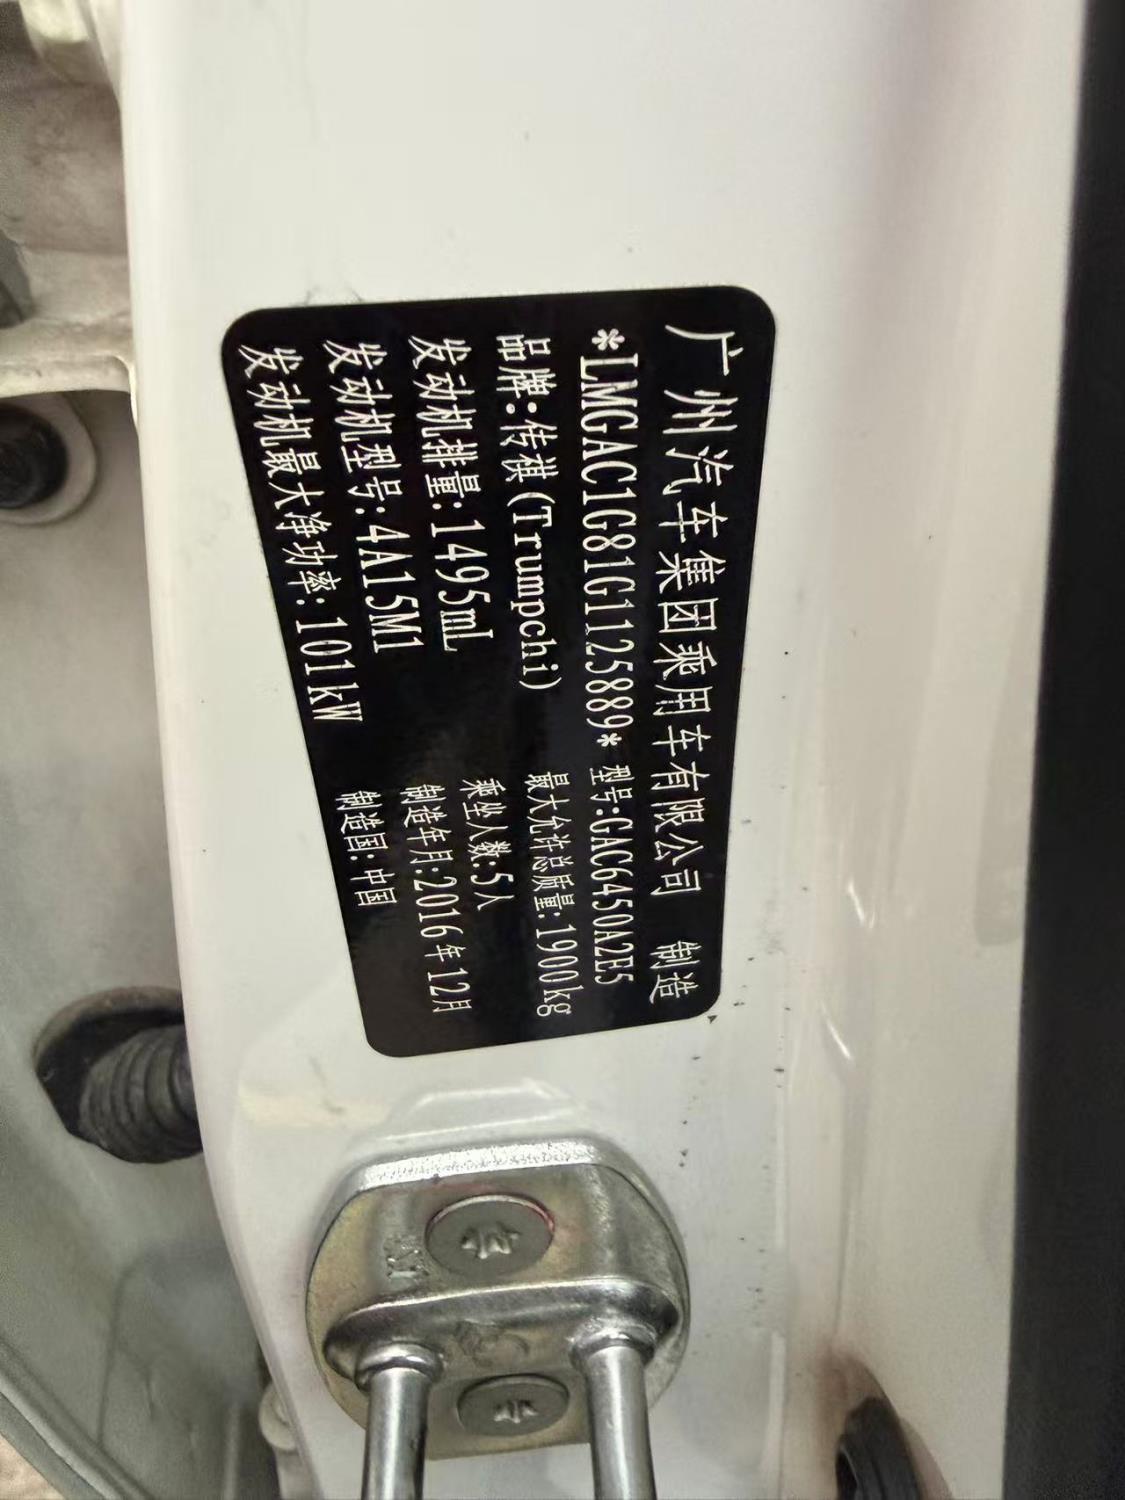 广州汽车集团乘用车有限公司 制造
*LMGAC1G81G1125889* 型号:GAC6450A2E5
品牌:传祺(Trumpchi) 最大允许总质量:1900kg
发动机排量:1495mL 乘坐人数:5人
发动机型号:4A15M1 制造年月:2016年12月
发动机最大净功率:101kW 制造国:中国